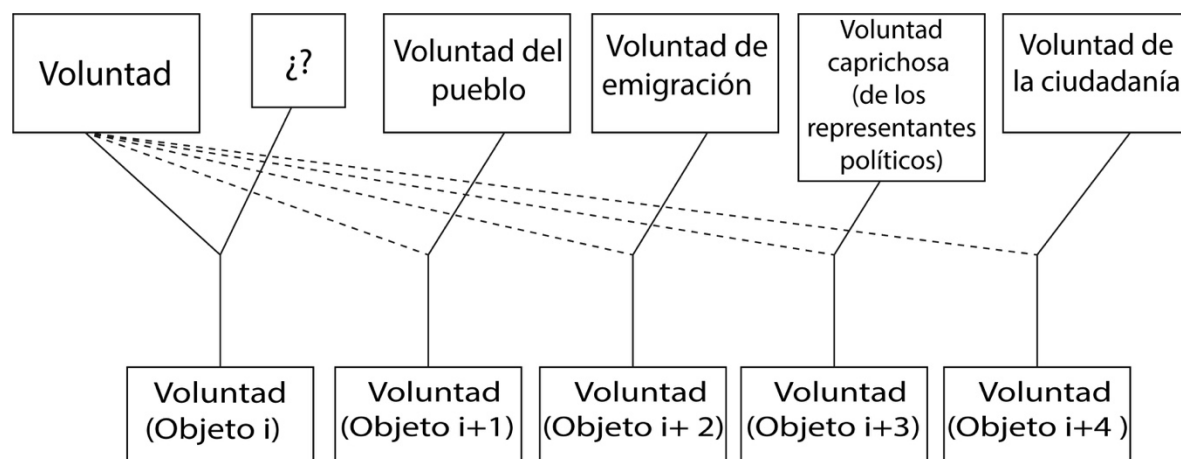 Voluntad
¿?
Voluntad del
pueblo
Voluntad de
emigración
Voluntad
caprichosa
(de los
representantes
políticos)
Voluntad de
la ciudadanía
Voluntad
(Objeto i)
Voluntad
(Objeto i+1)
Voluntad
(Objeto i+ 2)
Voluntad
(Objeto i+3)
Voluntad
(Objeto i+4 )